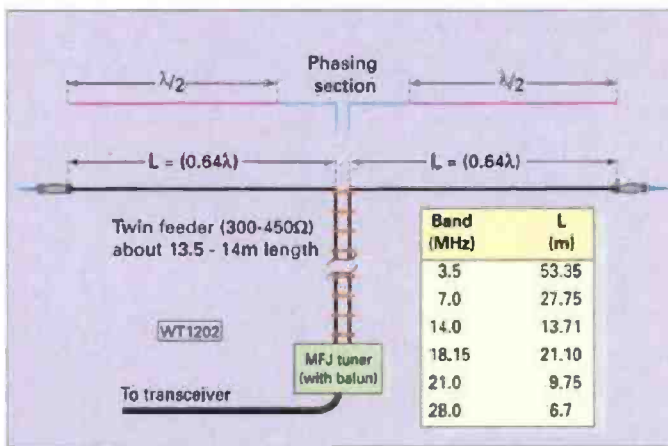 Phasing
section
λ/2
λ/2
L = (0.64λ)
L = (0.64λ)
Twin feeder (300-450Ω)
about 13.5 - 14m length
WT1202
MFJ tuner
(with balun)
To transceiver
Band L
(MHz) (m)
3.5 53.35
7.0 27.75
14.0 13.71
18.15 21.10
21.0 9.75
28.0 6.7